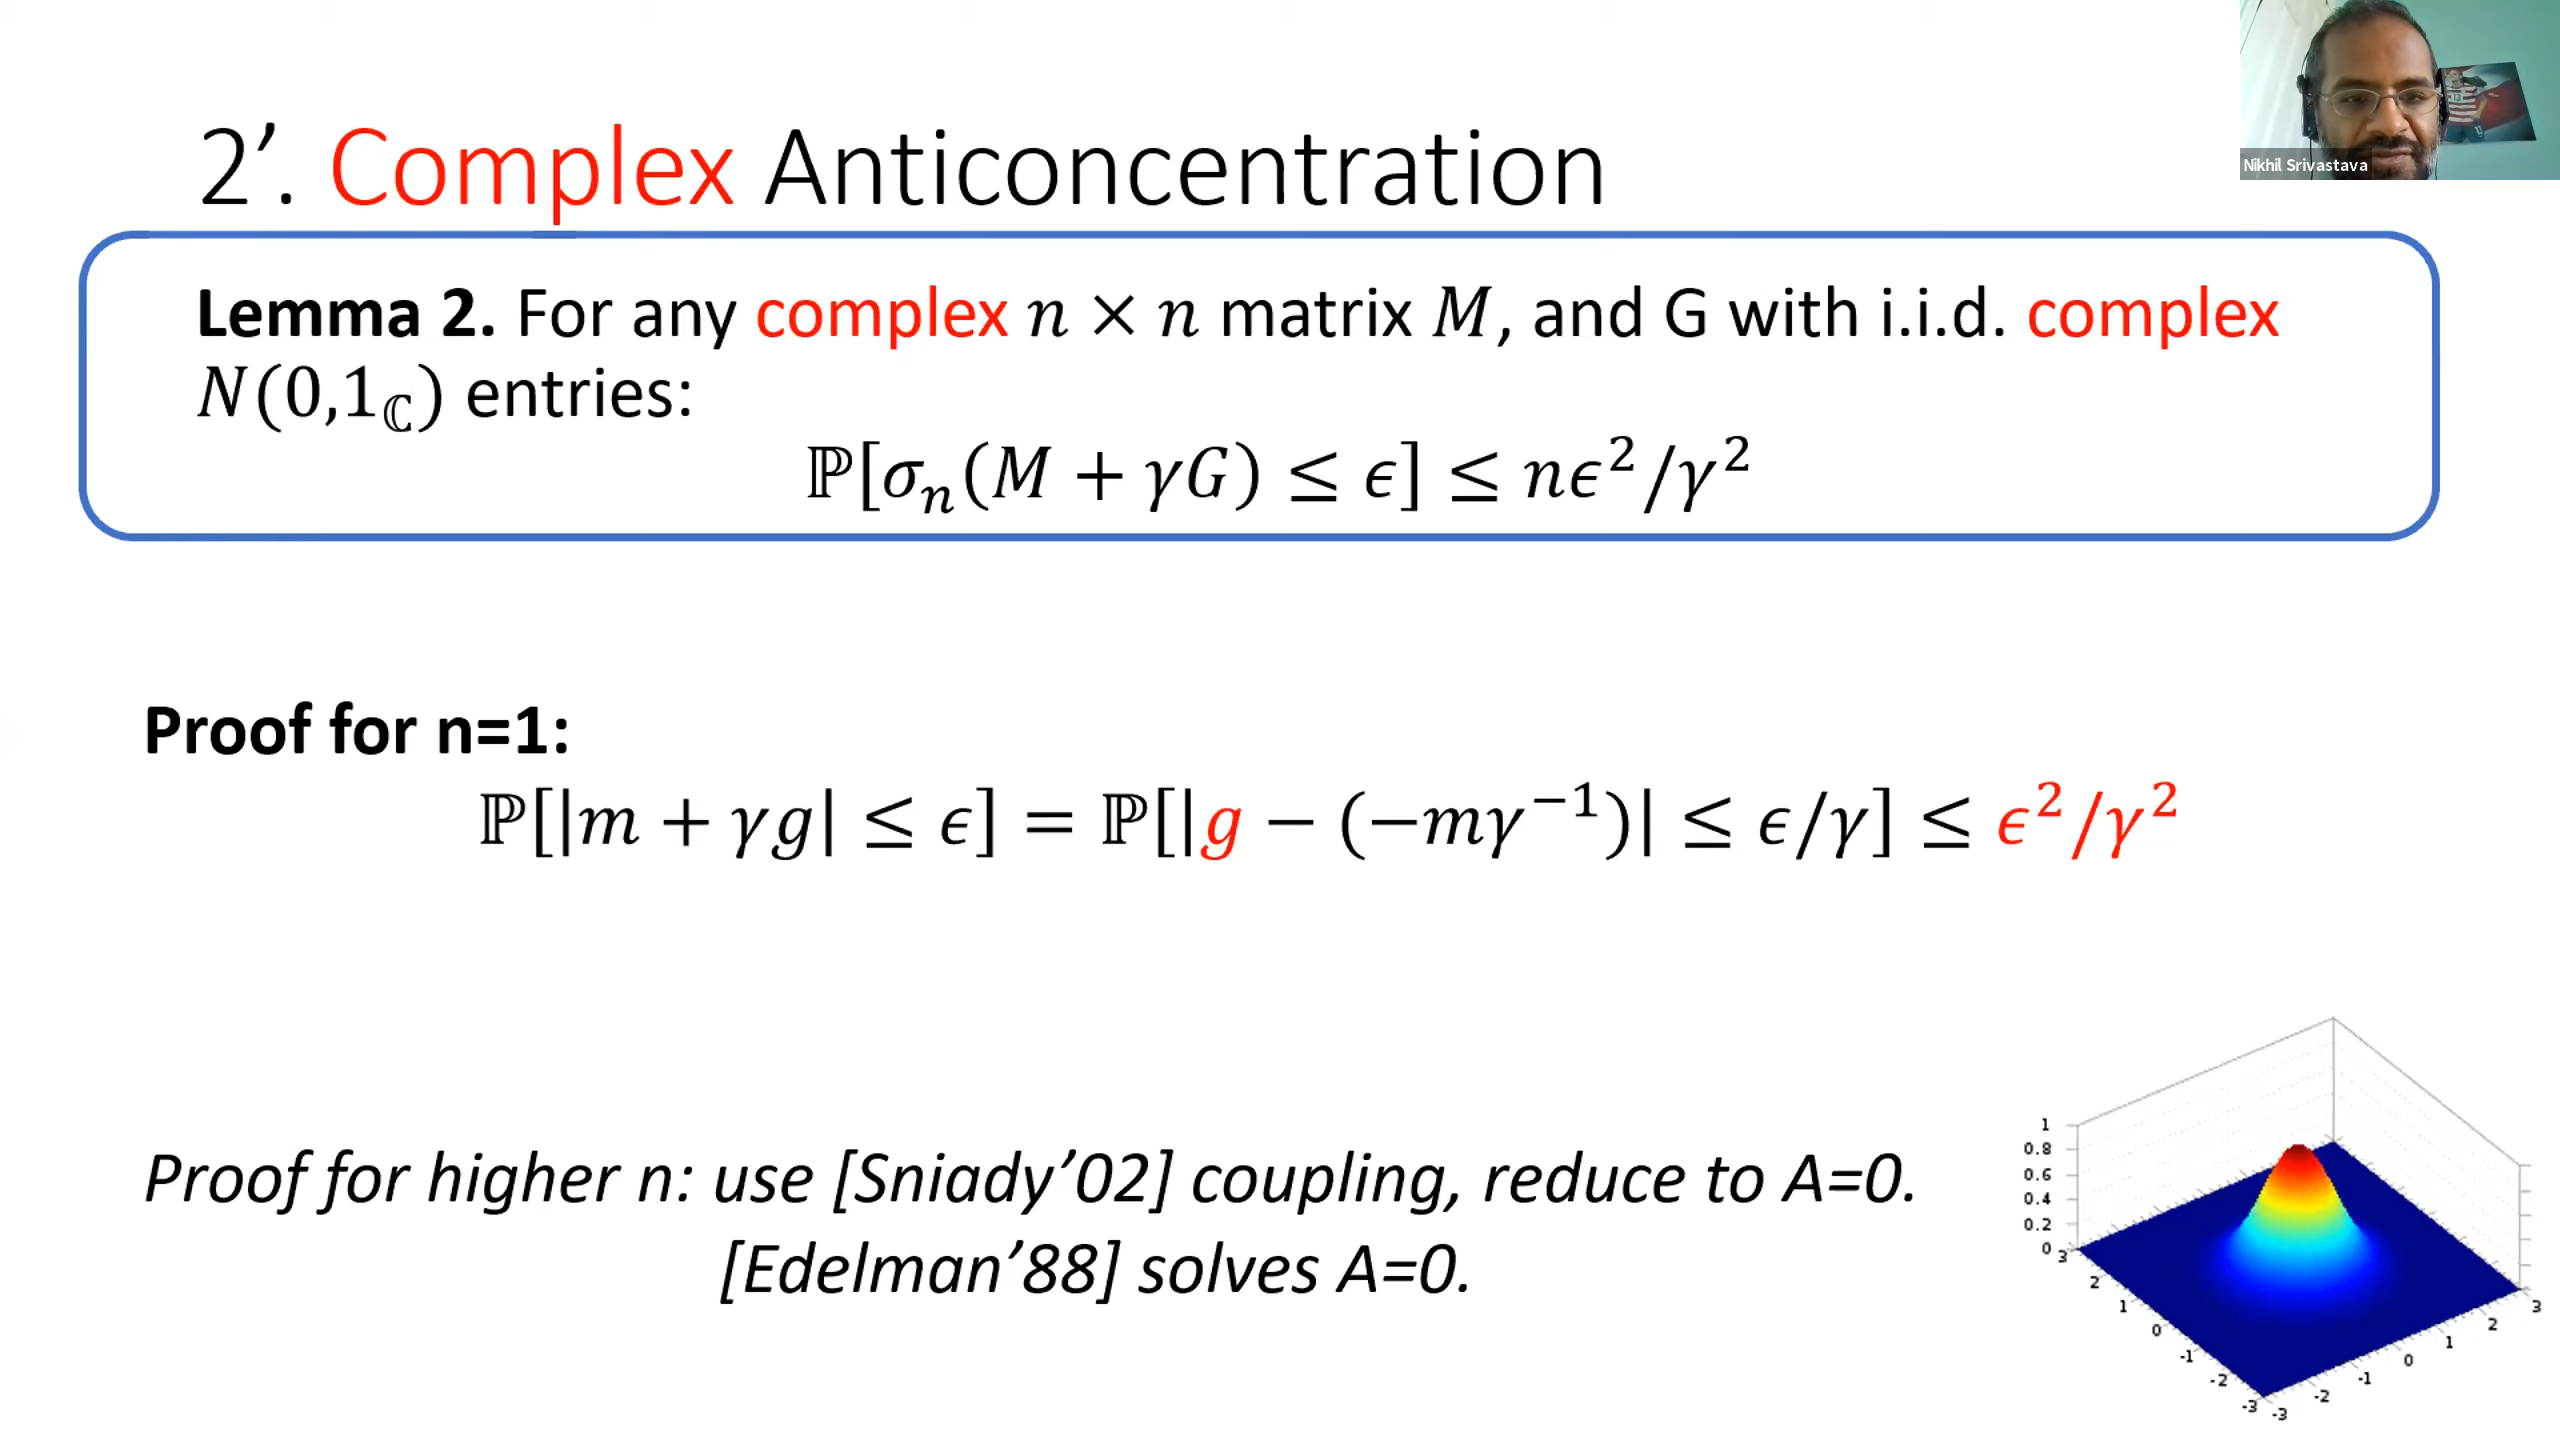 2’. Complex Anticoncentration
Nikhil Srivastava
Lemma 2. For any complex n × n matrix M, and G with i.i.d. complex
N(0,1_ℂ) entries:
ℙ[σ_n(M + γG) ≤ ϵ] ≤ nϵ²/γ²
Proof for n=1:
ℙ[|m + γg| ≤ ϵ] = ℙ[|g − (−mγ⁻¹)| ≤ ϵ/γ] ≤ ϵ²/γ²
Proof for higher n: use [Sniady’02] coupling, reduce to A=0.
[Edelman’88] solves A=0.
1
0.8
0.6
0.4
0.2
0
3
2
1
0
-1
-2
-3
-3
-2
-1
0
1
2
3